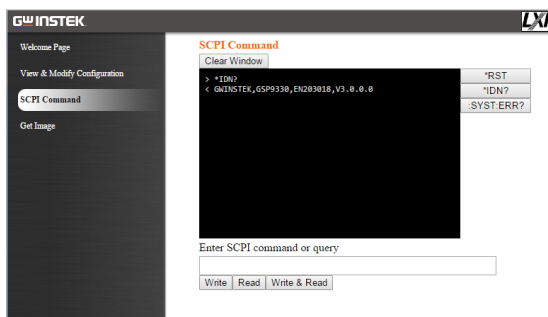 GWINSTEK
LXI
Welcome Page
View & Modify Configuration
SCPI Command
Get Image
SCPI Command
Clear Window
> *IDN?
< GWINSTEK,GSP9330,EN203018,V3.0.0.0
*RST
*IDN?
:SYST:ERR?
Enter SCPI command or query
Write Read Write & Read